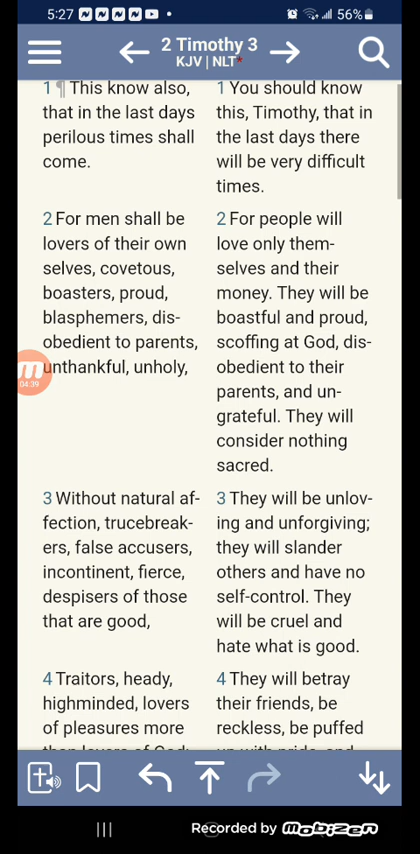 5:27
56%
2 Timothy 3
KJV | NLT*
1 ¶ This know also,
that in the last days
perilous times shall
come.
1 You should know
this, Timothy, that in
the last days there
will be very difficult
times.
2 For men shall be
lovers of their own
selves, covetous,
boasters, proud,
blasphemers, dis-
obedient to parents,
unthankful, unholy,
2 For people will
love only them-
selves and their
money. They will be
boastful and proud,
scoffing at God, dis-
obedient to their
parents, and un-
grateful. They will
consider nothing
sacred.
04:39
3 Without natural af-
fection, trucebreak-
ers, false accusers,
incontinent, fierce,
despisers of those
that are good,
3 They will be unlov-
ing and unforgiving;
they will slander
others and have no
self-control. They
will be cruel and
hate what is good.
4 Traitors, heady,
highminded, lovers
of pleasures more
than lovers of God;
4 They will betray
their friends, be
reckless, be puffed
up with pride, and
Recorded by Mobizen